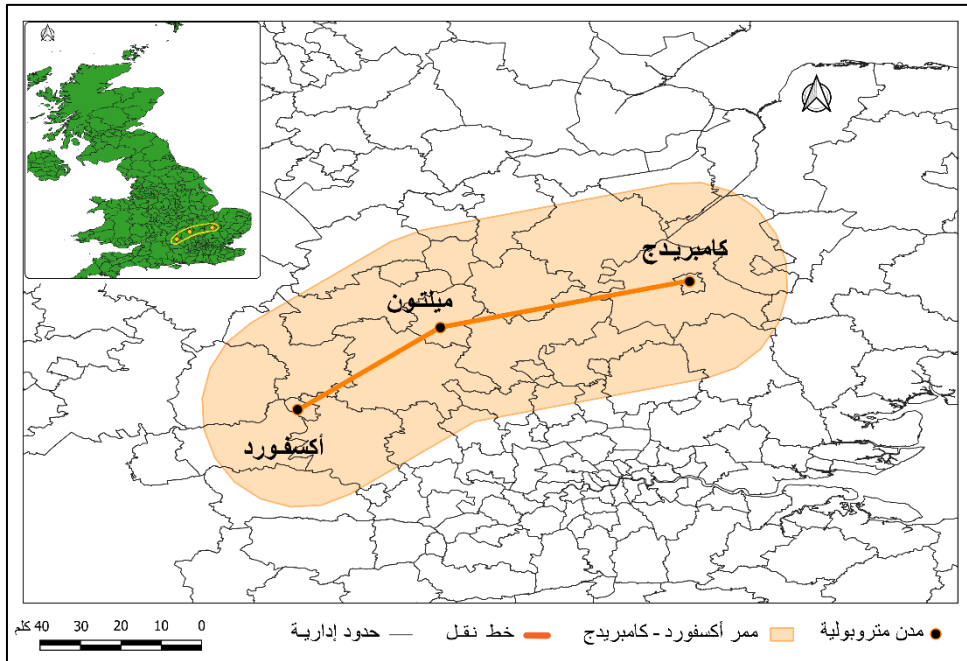 كامبريدج
ميلتون
أكسفورد
مدن متروبولية
ممر أكسفورد - كامبريدج
خط نقل
حدود إدارية
40 30 20 10 0 كلم